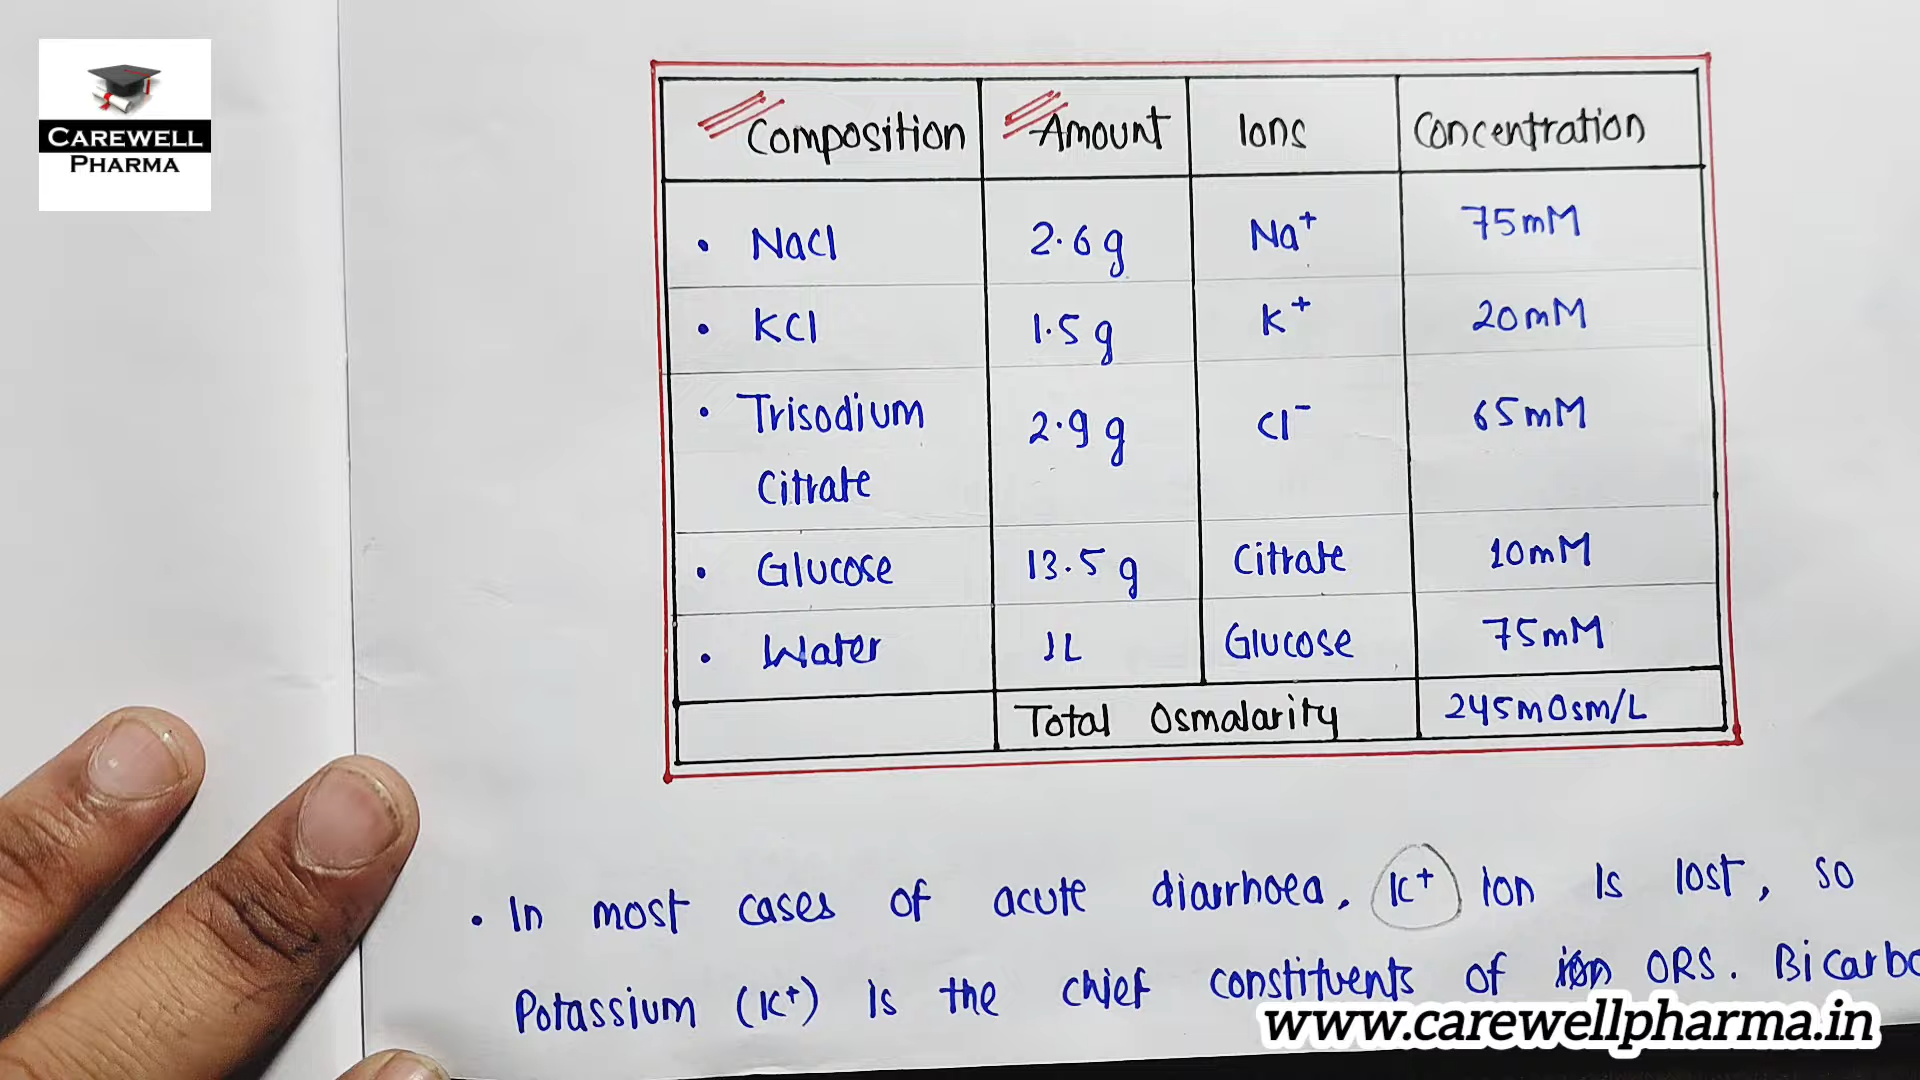 CAREWELL
PHARMA
Composition Amount Ions Concentration
• NaCl 2.6 g Na+ 75mM
• KCl 1.5 g K+ 20mM
• Trisodium 2.9 g Cl- 65mM
Citrate
• Glucose 13.5 g Citrate 10mM
• Water 1L Glucose 75mM
Total Osmalarity 245mOsm/L
• In most cases of acute diarrhoea, K+ Ion is lost, so
Potassium (K+) is the chief constituents of ORS. Bicarbo
www.carewellpharma.in